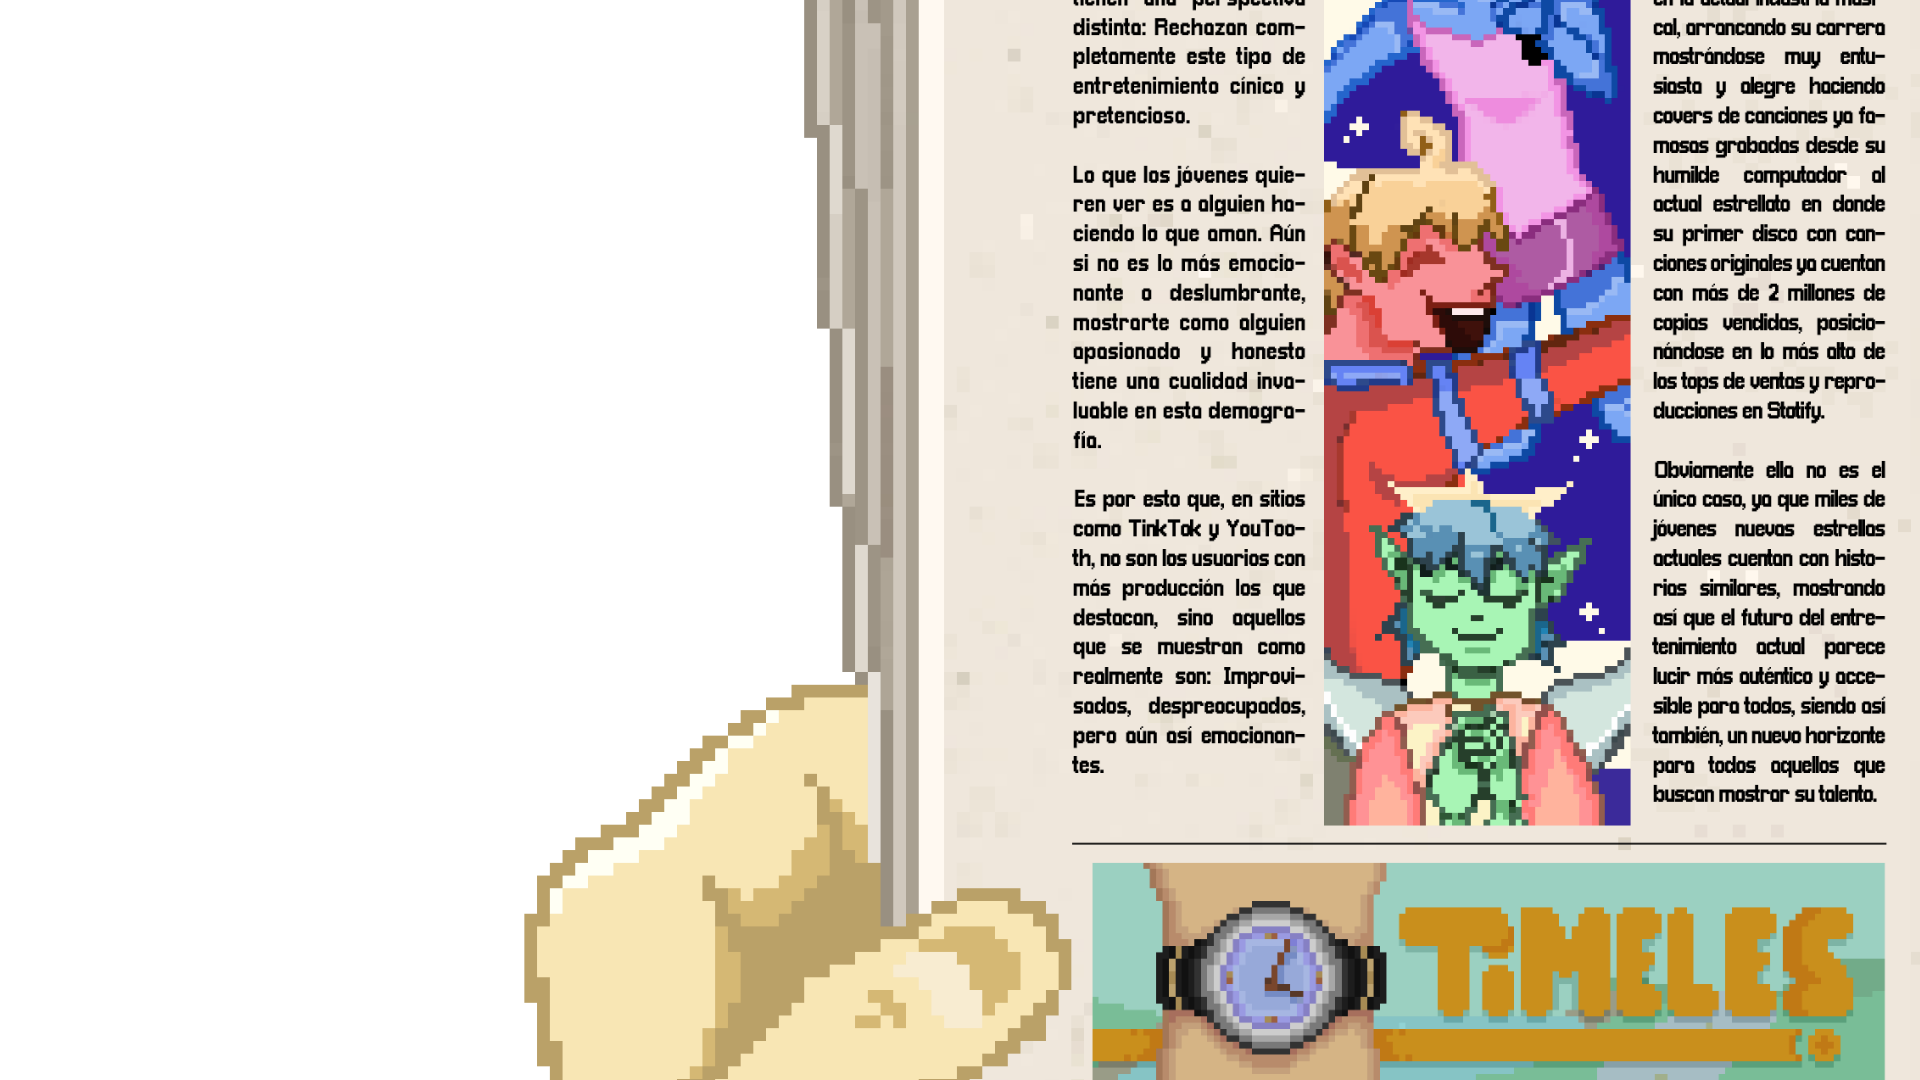 tienen una perspectiva
distinta: Rechazan com-
pletamente este tipo de
entretenimiento cínico y
pretencioso.
Lo que los jóvenes quie-
ren ver es a alguien ha-
ciendo lo que aman. Aún
si no es lo más emocio-
nante o deslumbrante,
mostrarte como alguien
apasionado y honesto
tiene una cualidad inva-
luable en esta demogra-
fía.
Es por esto que, en sitios
como TinkTok y YouToo-
th, no son los usuarios con
más producción los que
destacan, sino aquellos
que se muestran como
realmente son: Improvi-
sados, despreocupados,
pero aún así emocionan-
tes.
en la actual industria musi-
cal, arrancando su carrera
mostrándose muy entu-
siasta y alegre haciendo
covers de canciones ya fa-
mosas grabadas desde su
humilde computador al
actual estrellato en donde
su primer disco con can-
ciones originales ya cuentan
con más de 2 millones de
copias vendidas, posicio-
nándose en lo más alto de
los tops de ventas y repro-
ducciones en Stotify.
Obviamente ella no es el
único caso, ya que miles de
jóvenes nuevas estrellas
actuales cuentan con histo-
rias similares, mostrando
así que el futuro del entre-
tenimiento actual parece
lucir más auténtico y acce-
sible para todos, siendo así
también, un nuevo horizonte
para todos aquellos que
buscan mostrar su talento.
TiMELES